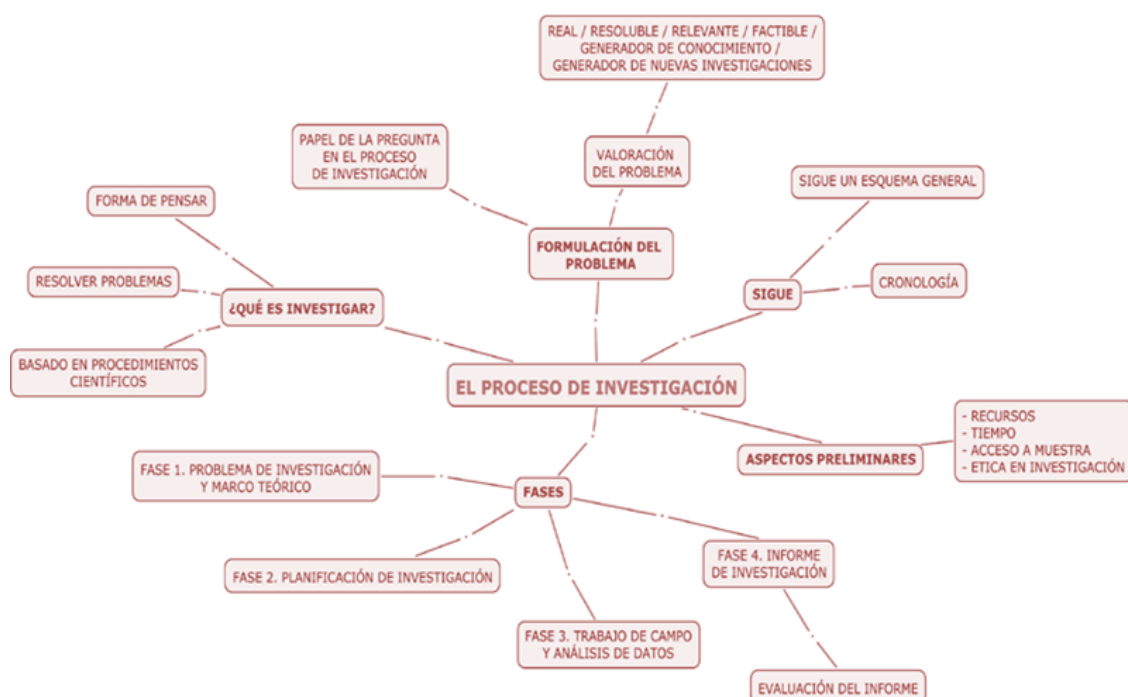 REAL / RESOLUBLE / RELEVANTE / FACTIBLE /
GENERADOR DE CONOCIMIENTO /
GENERADOR DE NUEVAS INVESTIGACIONES
PAPEL DE LA PREGUNTA
EN EL PROCESO
DE INVESTIGACIÓN
VALORACIÓN
DEL PROBLEMA
SIGUE UN ESQUEMA GENERAL
FORMA DE PENSAR
FORMULACIÓN DEL
PROBLEMA
RESOLVER PROBLEMAS
¿QUÉ ES INVESTIGAR?
SIGUE
CRONOLOGÍA
BASADO EN PROCEDIMIENTOS
CIENTÍFICOS
EL PROCESO DE INVESTIGACIÓN
ASPECTOS PRELIMINARES
- RECURSOS
- TIEMPO
- ACCESO A MUESTRA
- ETICA EN INVESTIGACIÓN
FASE 1. PROBLEMA DE INVESTIGACIÓN
Y MARCO TEÓRICO
FASES
FASE 2. PLANIFICACIÓN DE INVESTIGACIÓN
FASE 3. TRABAJO DE CAMPO
Y ANÁLISIS DE DATOS
FASE 4. INFORME
DE INVESTIGACIÓN
EVALUACIÓN DEL INFORME